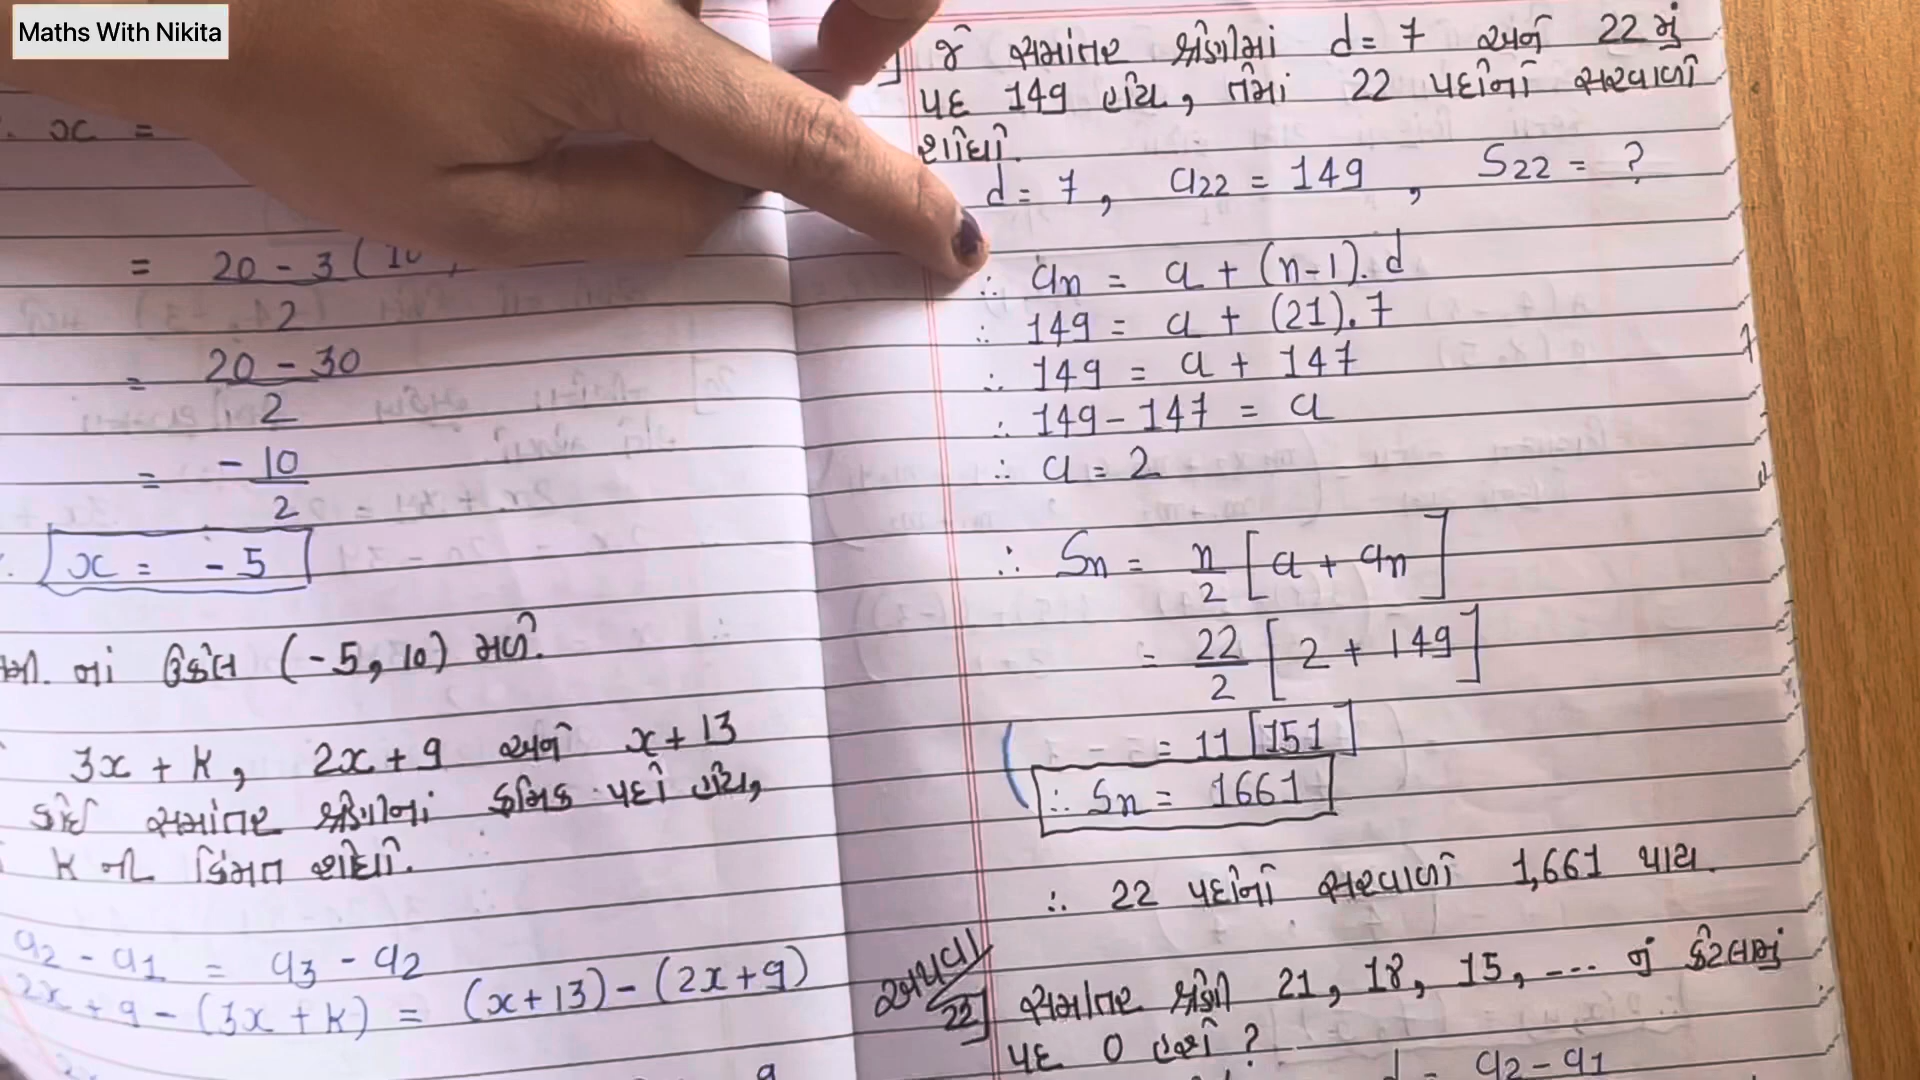 Maths With Nikita
x =
= 20 - 3(10
2
= 20 - 30
2
= - 10
2
x = - 5
નાં ઉકેલ (-5, 10) મળે.
3x + k, 2x + 9 અને x + 13
કોઈ સમાંતર શ્રેણીનાં ક્રમિક પદો હોય,
k ની કિંમત શોધો.
a2 - a1 = a3 - a2
2x + 9 - (3x + k) = (x + 13) - (2x + 9)
9
જે સમાંતર શ્રેણીમાં d = 7 અને 22 મું
પદ 149 હોય, તેમાં 22 પદોનો સરવાળો
શોધો.
d = 7, a22 = 149, S22 = ?
∴ an = a + (n-1).d
∴ 149 = a + (21).7
∴ 149 = a + 147
∴ 149 - 147 = a
∴ a = 2
∴ Sn = n/2 [a + an]
= 22/2 [2 + 149]
= 11 [151]
∴ Sn = 1661
∴ 22 પદોનો સરવાળો 1,661 થાય.
અથવા
22] સમાંતર શ્રેણી 21, 18, 15, --- નું કેટલામું
પદ 0 હશે ?
d = a2 - a1